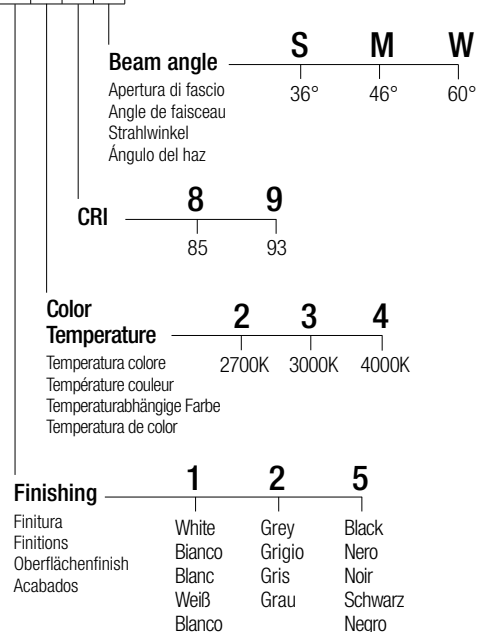 Beam angle
Apertura di fascio
Angle de faisceau
Strahlwinkel
Ángulo del haz
S M W
36° 46° 60°
CRI
8 9
85 93
Color
Temperature
Temperatura colore
Température couleur
Temperaturabhängige Farbe
Temperatura de color
2 3 4
2700K 3000K 4000K
Finishing
Finitura
Finitions
Oberflächenfinish
Acabados
1 2 5
White Grey Black
Bianco Grigio Nero
Blanc Gris Noir
Weiß Grau Schwarz
Blanco Negro